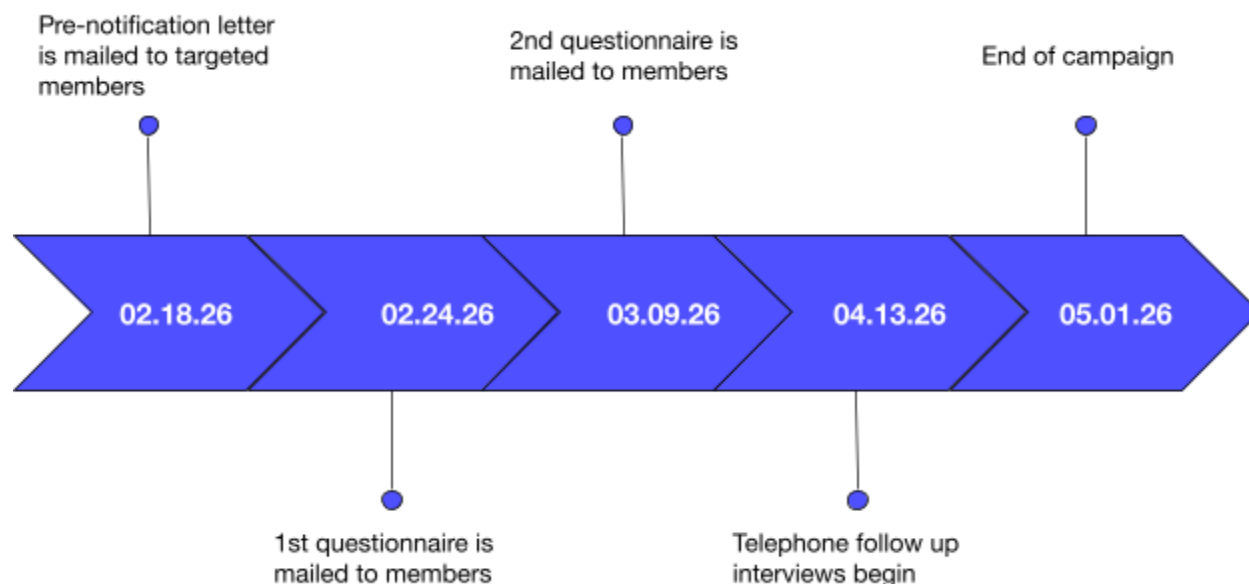 Pre-notification letter
is mailed to targeted
members
2nd questionnaire is
mailed to members
End of campaign
02.18.26
02.24.26
03.09.26
04.13.26
05.01.26
1st questionnaire is
mailed to members
Telephone follow up
interviews begin